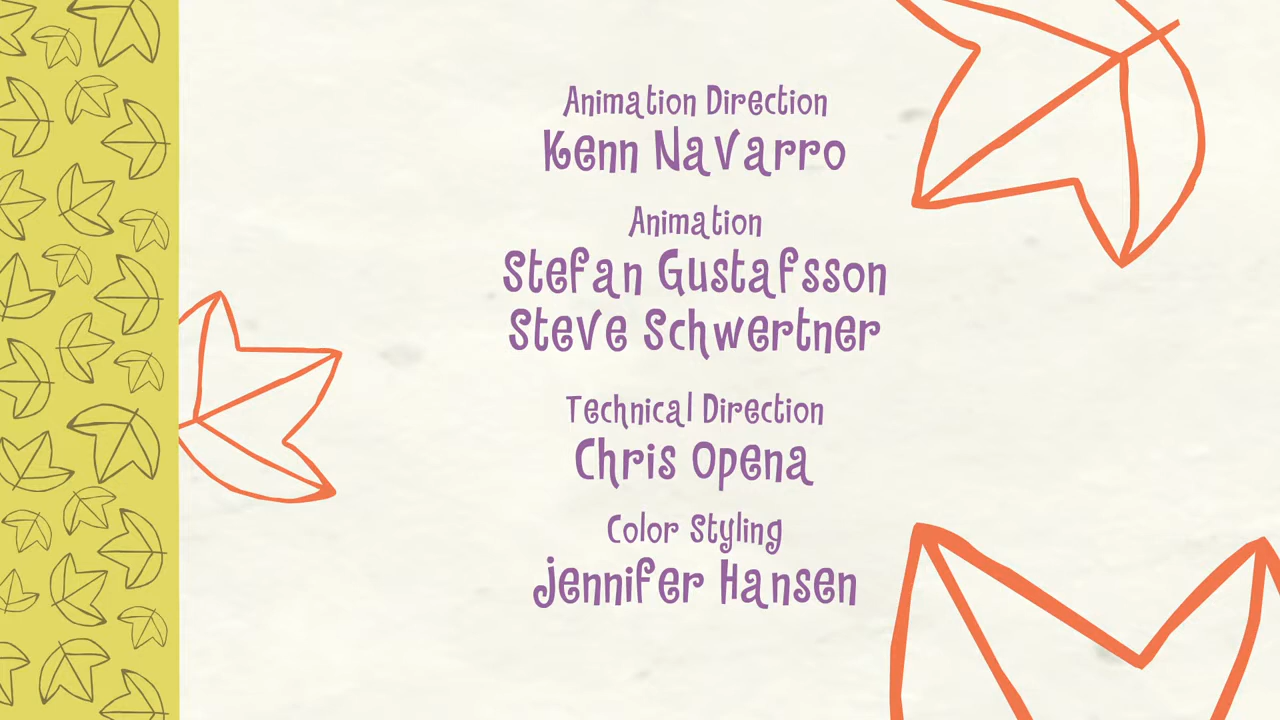 Animation Direction
Kenn Navarro
Animation
Stefan Gustafsson
Steve Schwertner
Technical Direction
Chris Opena
Color Styling
Jennifer Hansen